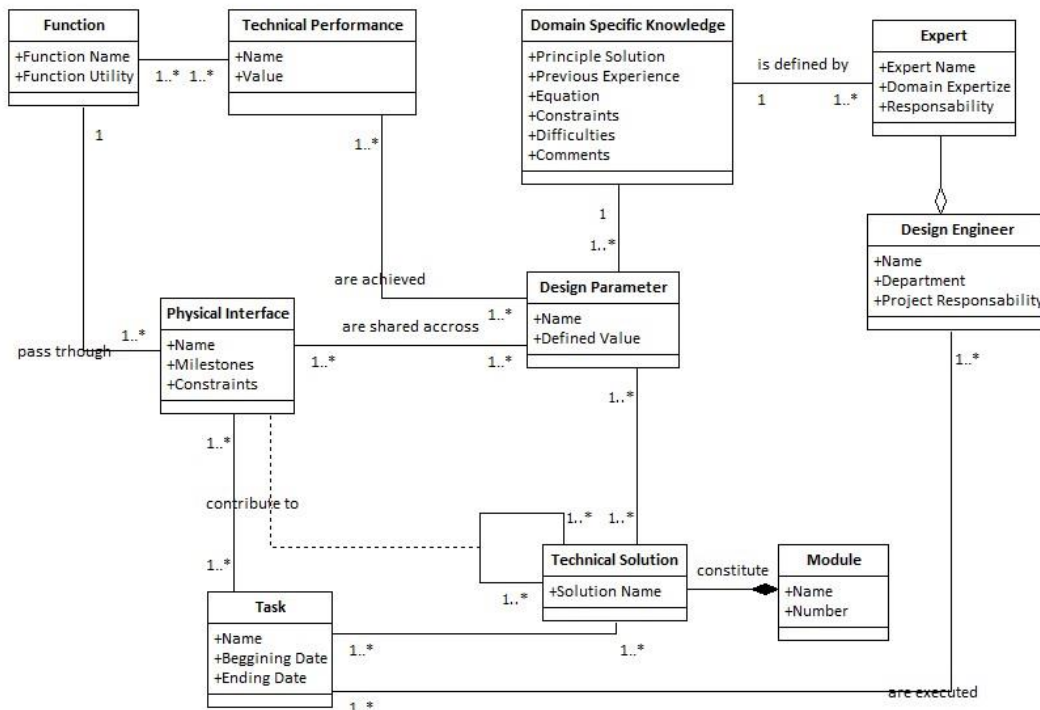 Function
+Function Name
+Function Utility
1..* 1..*
Technical Performance
+Name
+Value
Domain Specific Knowledge
+Principle Solution
+Previous Experience
+Equation
+Constraints
+Difficulties
+Comments
is defined by
1
1..*
Expert
+Expert Name
+Domain Expertize
+Responsability
1
1..*
1
1..*
Design Engineer
+Name
+Department
+Project Responsability
are achieved
1..*
Design Parameter
+Name
+Defined Value
Physical Interface
+Name
+Milestones
+Constraints
are shared accross
1..*
1..*
1..*
pass trhough
1..*
1..*
1..*
contribute to
1..*
1..*
1..*
1..*
Technical Solution
+Solution Name
constitute
Module
+Name
+Number
Task
+Name
+Beggining Date
+Ending Date
1..*
1..*
1..*
are executed